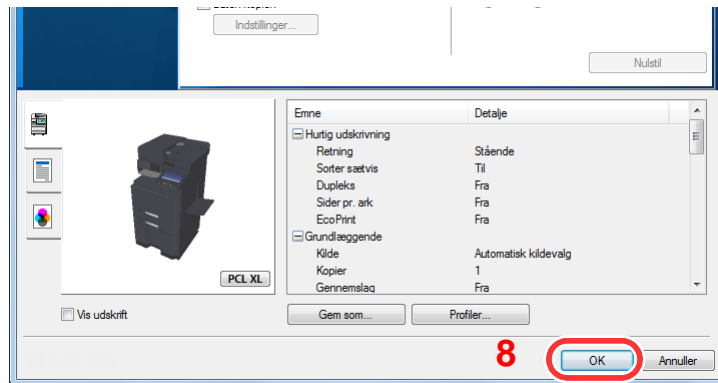 Indstillinger...
Nulstil
Emne Detalje
Hurtig udskrivning
Retning Stående
Sorter sætvis Til
Dupleks Fra
Sider pr. ark Fra
EcoPrint Fra
Grundlæggende
Kilde Automatisk kildevalg
Kopier 1
Gennemslag Fra
PCL XL
Vis udskrift
Gem som... Profiler...
8 OK Annuller